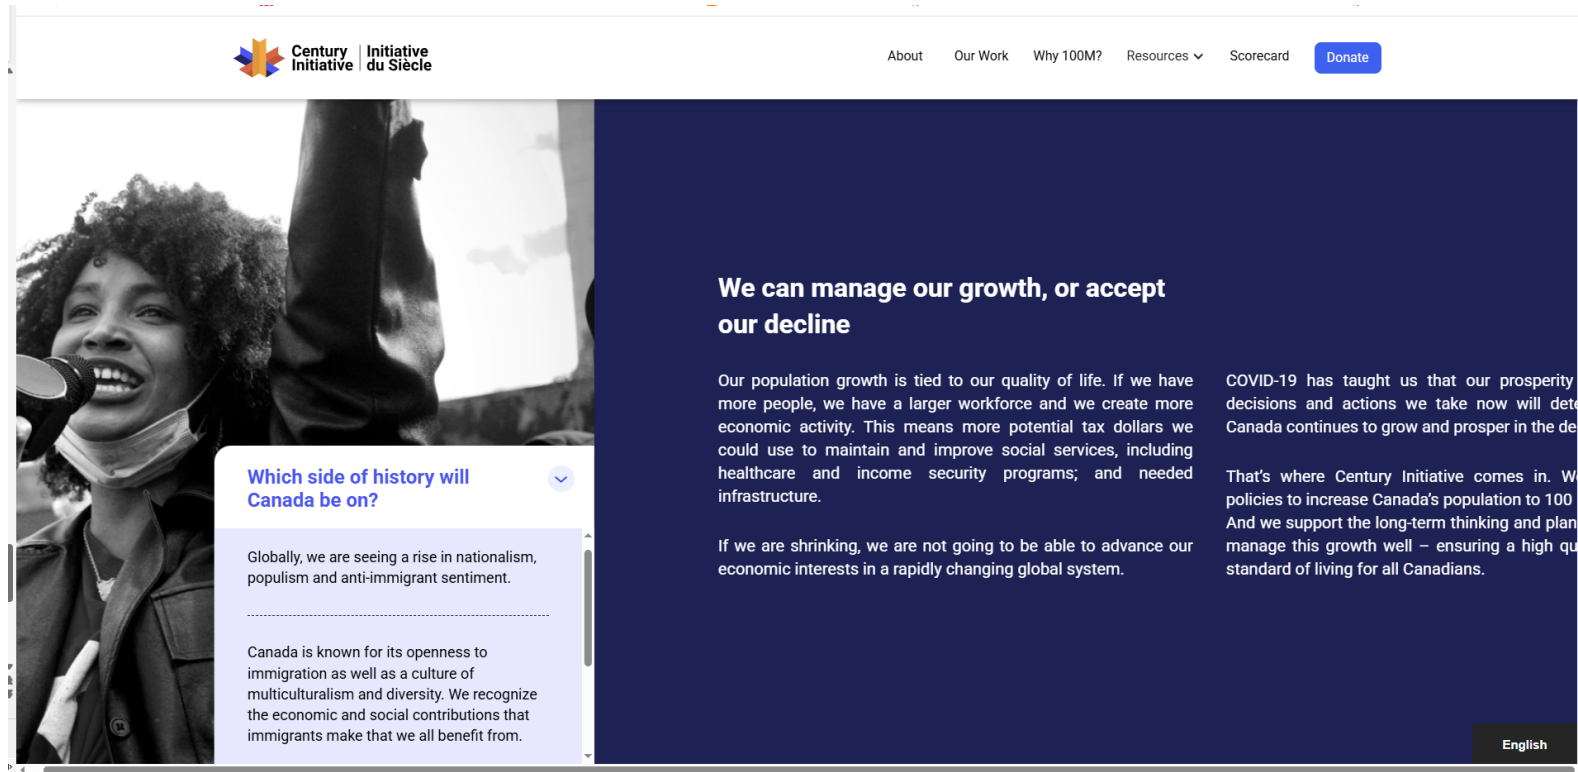 Century Initiative
Initiative du Siècle
About Our Work Why 100M? Resources Scorecard Donate
Which side of history will
Canada be on?
Globally, we are seeing a rise in nationalism,
populism and anti-immigrant sentiment.
Canada is known for its openness to
immigration as well as a culture of
multiculturalism and diversity. We recognize
the economic and social contributions that
immigrants make that we all benefit from.
We can manage our growth, or accept
our decline
Our population growth is tied to our quality of life. If we have
more people, we have a larger workforce and we create more
economic activity. This means more potential tax dollars we
could use to maintain and improve social services, including
healthcare and income security programs; and needed
infrastructure.
If we are shrinking, we are not going to be able to advance our
economic interests in a rapidly changing global system.
COVID-19 has taught us that our prosperity
decisions and actions we take now will
Canada continues to grow and prosper in the
That's where Century Initiative comes in.
policies to increase Canada's population to 100
And we support the long-term thinking and
manage this growth well – ensuring a high
standard of living for all Canadians.
English